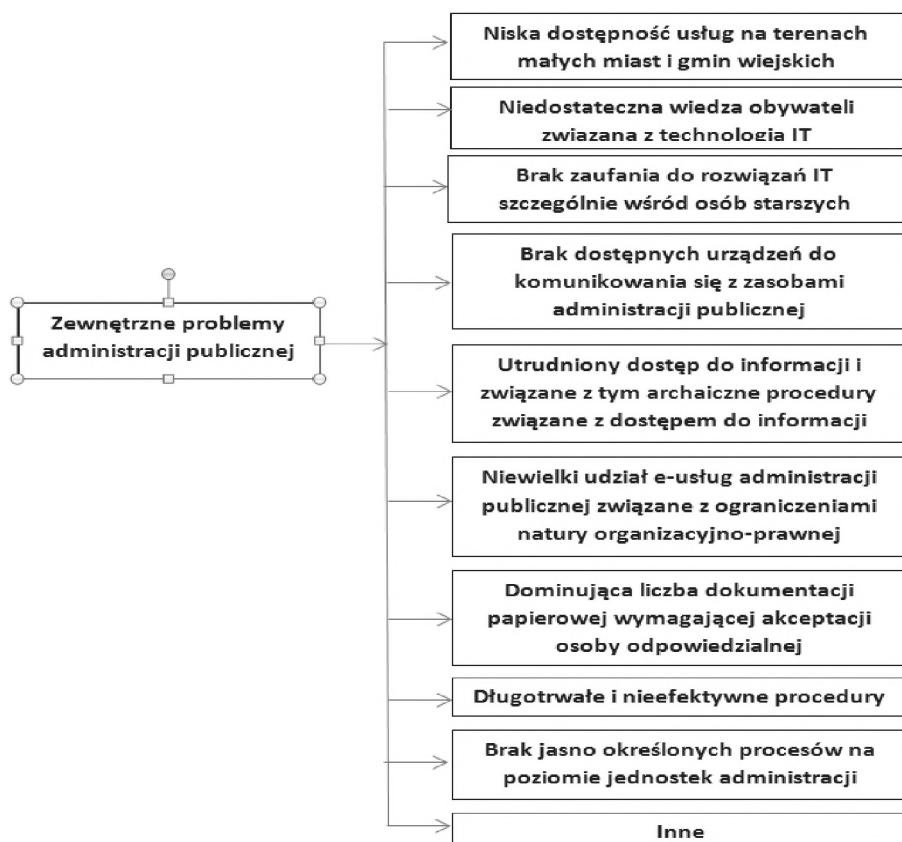 Niska dostępność usług na terenach
małych miast i gmin wiejskich
Niedostateczna wiedza obywateli
zwiazana z technologia IT
Brak zaufania do rozwiązań IT
szczególnie wśród osób starszych
Brak dostępnych urządzeń do
komunikowania się z zasobami
administracji publicznej
Zewnętrzne problemy
administracji publicznej
Utrudniony dostęp do informacji i
związane z tym archaiczne procedury
związane z dostępem do informacji
Niewielki udział e-usług administracji
publicznej związane z ograniczeniami
natury organizacyjno-prawnej
Dominująca liczba dokumentacji
papierowej wymagającej akceptacji
osoby odpowiedzialnej
Długotrwałe i nieefektywne procedury
Brak jasno określonych procesów na
poziomie jednostek administracji
Inne